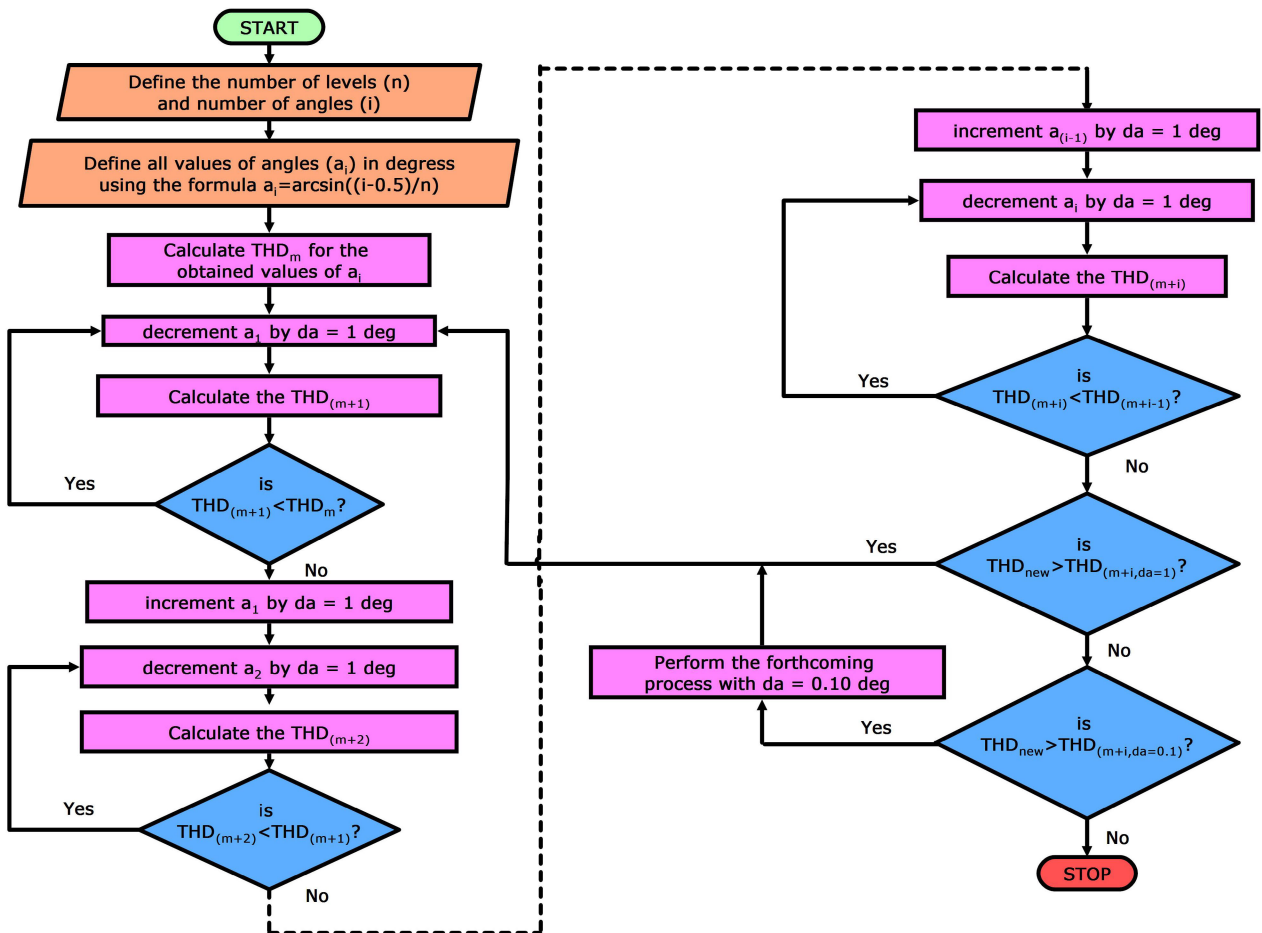 START
Define the number of levels (n)
and number of angles (i)
Define all values of angles (aᵢ) in degress
using the formula aᵢ=arcsin((i-0.5)/n)
Calculate THDₘ for the
obtained values of aᵢ
decrement a₁ by da = 1 deg
Calculate the THD₍ₘ₊₁₎
is
THD₍ₘ₊₁₎<THDₘ?
Yes
No
increment a₁ by da = 1 deg
decrement a₂ by da = 1 deg
Calculate the THD₍ₘ₊₂₎
is
THD₍ₘ₊₂₎<THD₍ₘ₊₁₎?
Yes
No
increment a₍ᵢ₋₁₎ by da = 1 deg
decrement aᵢ by da = 1 deg
Calculate the THD₍ₘ₊ᵢ₎
is
THD₍ₘ₊ᵢ₎<THD₍ₘ₊ᵢ₋₁₎?
Yes
No
is
THD_new>THD_(m+i,da=1)?
Yes
No
Perform the forthcoming
process with da = 0.10 deg
is
THD_new>THD_(m+i,da=0.1)?
Yes
No
STOP